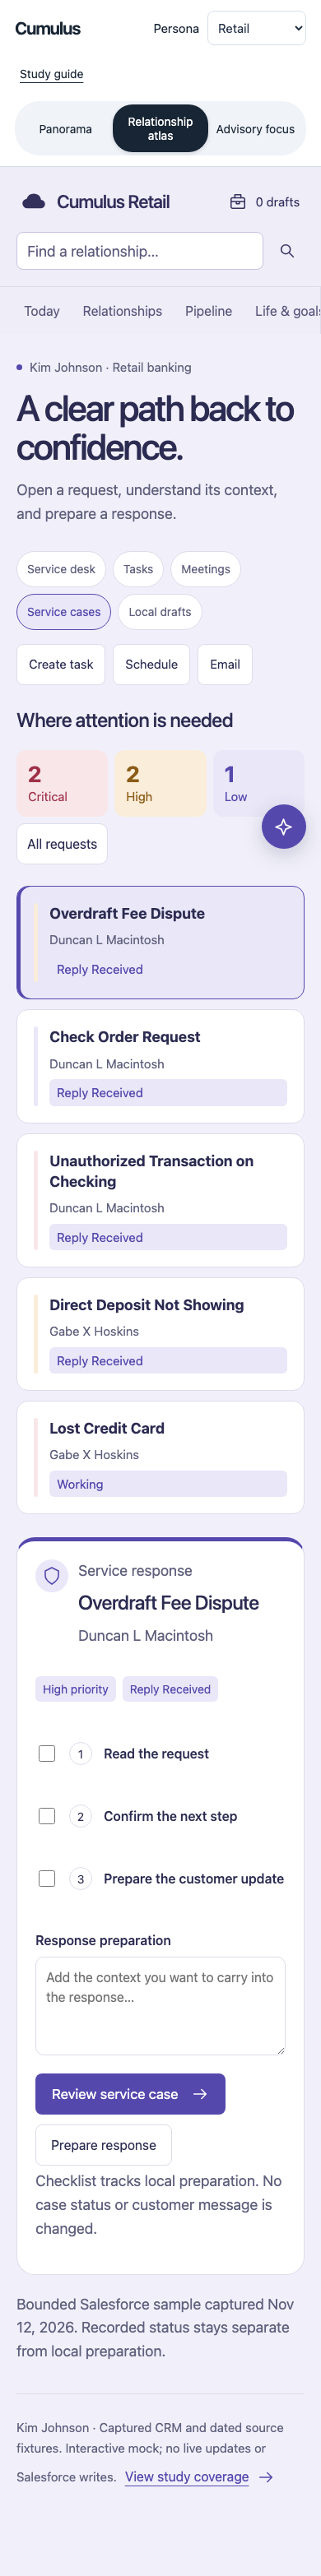 Cumulus
Persona
Retail
Study guide
Panorama
Relationship
atlas
Advisory focus
Cumulus Retail
0 drafts
Find a relationship...
Today
Relationships
Pipeline
Life & goals
Kim Johnson · Retail banking
A clear path back to
confidence.
Open a request, understand its context,
and prepare a response.
Service desk
Tasks
Meetings
Service cases
Local drafts
Create task
Schedule
Email
Where attention is needed
2
Critical
2
High
1
Low
All requests
Overdraft Fee Dispute
Duncan L Macintosh
Reply Received
Check Order Request
Duncan L Macintosh
Reply Received
Unauthorized Transaction on
Checking
Duncan L Macintosh
Reply Received
Direct Deposit Not Showing
Gabe X Hoskins
Reply Received
Lost Credit Card
Gabe X Hoskins
Working
Service response
Overdraft Fee Dispute
Duncan L Macintosh
High priority
Reply Received
1
Read the request
2
Confirm the next step
3
Prepare the customer update
Response preparation
Add the context you want to carry into
the response...
Review service case
Prepare response
Checklist tracks local preparation. No
case status or customer message is
changed.
Bounded Salesforce sample captured Nov
12, 2026. Recorded status stays separate
from local preparation.
Kim Johnson · Captured CRM and dated source
fixtures. Interactive mock; no live updates or
Salesforce writes. View study coverage